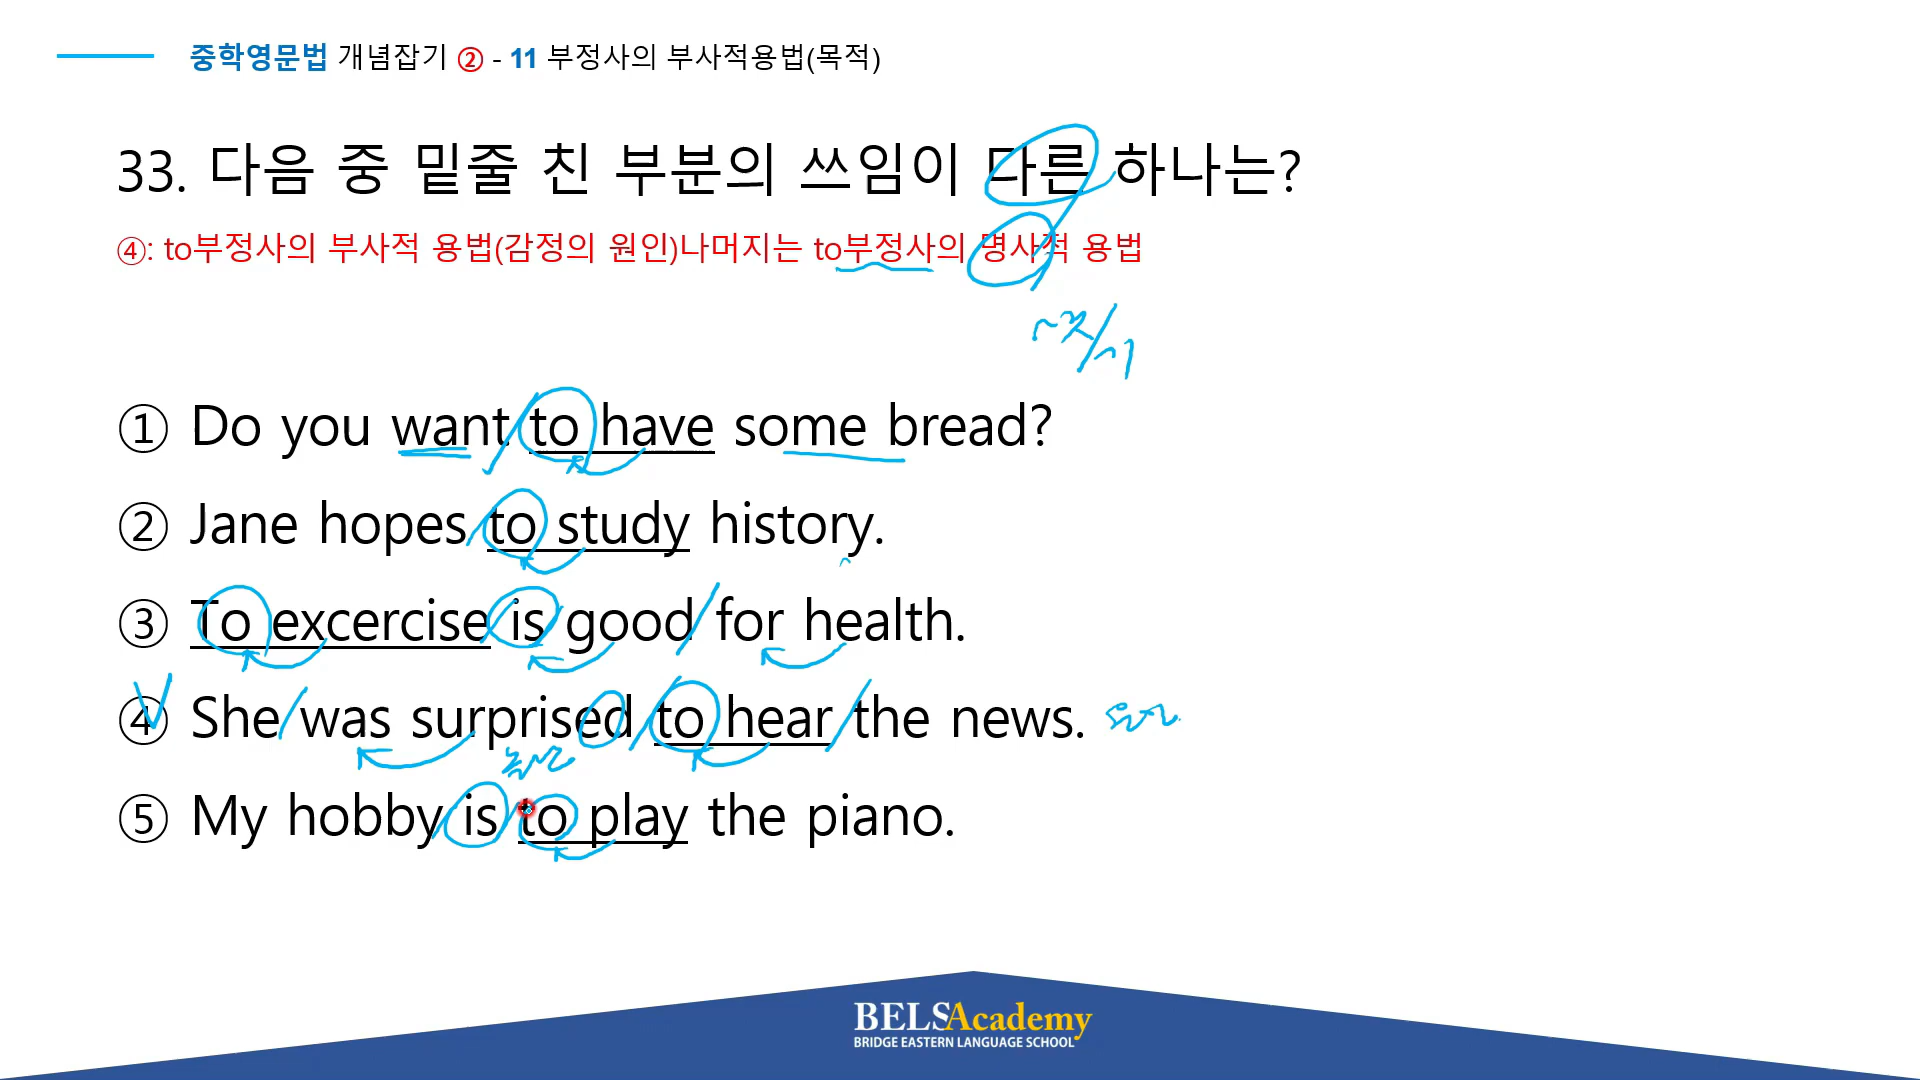 중학영문법 개념잡기 ② - 11 부정사의 부사적용법(목적)
33. 다음 중 밑줄 친 부분의 쓰임이 다른 하나는?
④: to부정사의 부사적 용법(감정의 원인)나머지는 to부정사의 명사적 용법
~것/~기
① Do you want to have some bread?
② Jane hopes to study history.
③ To excercise is good for health.
④ She was surprised to hear the news.
⑤ My hobby is to play the piano.
BELSAcademy
BRIDGE EASTERN LANGUAGE SCHOOL